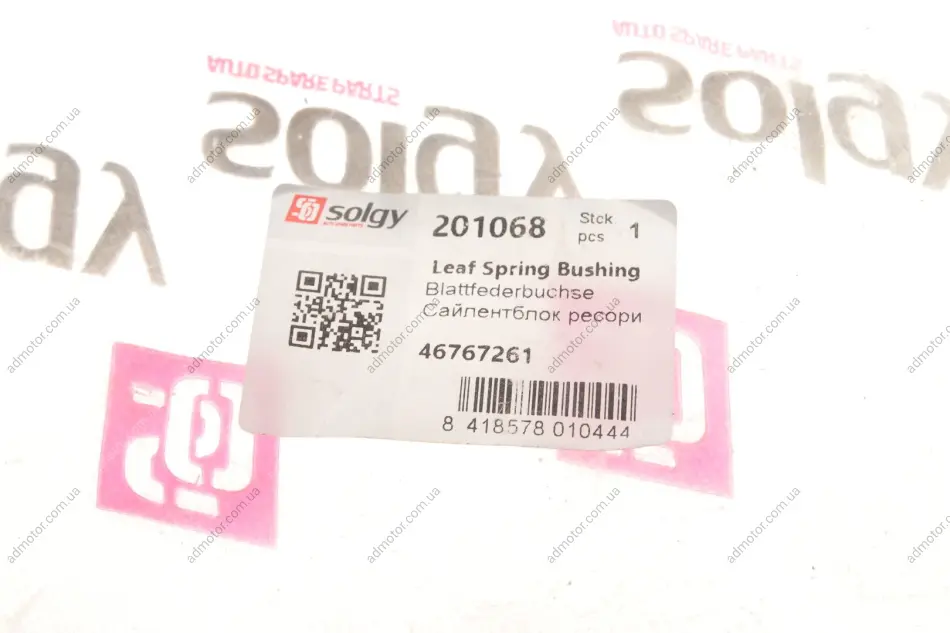 AUTO SPARE PARTS
solgy
AUTO SPARE PARTS
solgy
solgy
201068
Stck
pcs
1
Leaf Spring Bushing
Blattfederbuchse
Сайлентблок ресори
46767261
8 418578 010444
admotor.com.ua